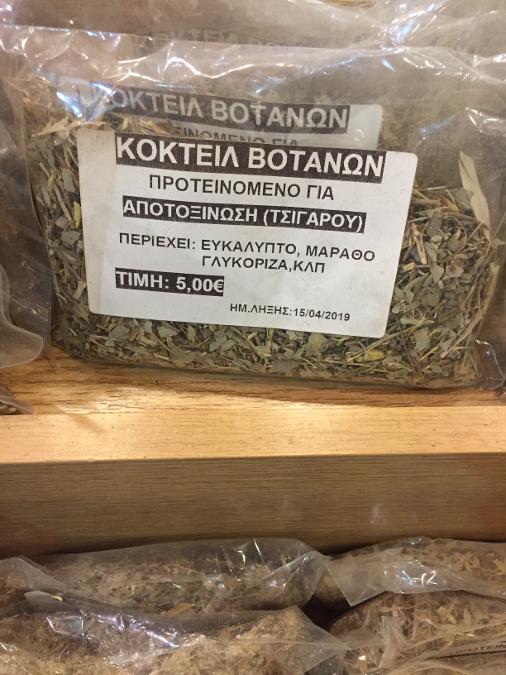 ΚΟΚΤΕΙΛ ΒΟΤΑΝΩΝ
ΚΟΚΤΕΙΛ ΒΟΤΑΝΩΝ
ΠΡΟΤΕΙΝΟΜΕΝΟ ΓΙΑ
ΑΠΟΤΟΞΙΝΩΣΗ (ΤΣΙΓΑΡΟΥ)
ΠΕΡΙΕΧΕΙ: ΕΥΚΑΛΥΠΤΟ, ΜΑΡΑΘΟ
ΓΛΥΚΟΡΙΖΑ,ΚΛΠ
ΤΙΜΗ: 5,00€
ΗΜ.ΛΗΞΗΣ:15/04/2019